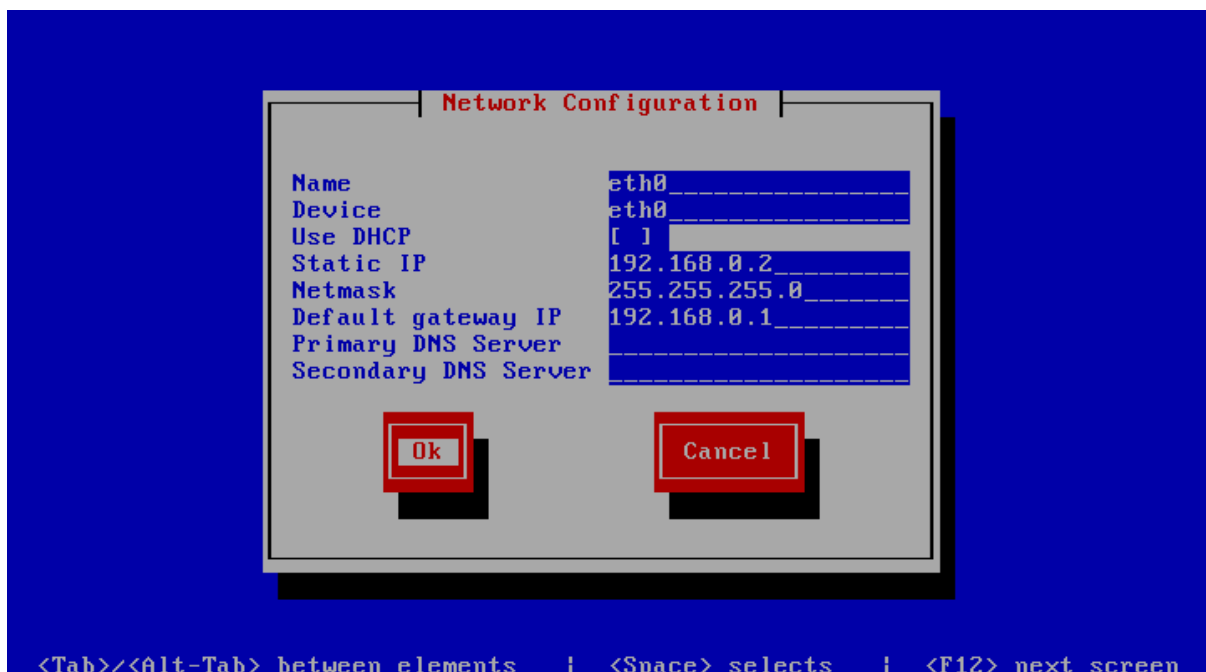 Network Configuration
Name eth0
Device eth0
Use DHCP [ ]
Static IP 192.168.0.2
Netmask 255.255.255.0
Default gateway IP 192.168.0.1
Primary DNS Server
Secondary DNS Server
Ok Cancel
<Tab>/<Alt-Tab> between elements | <Space> selects | <F12> next screen